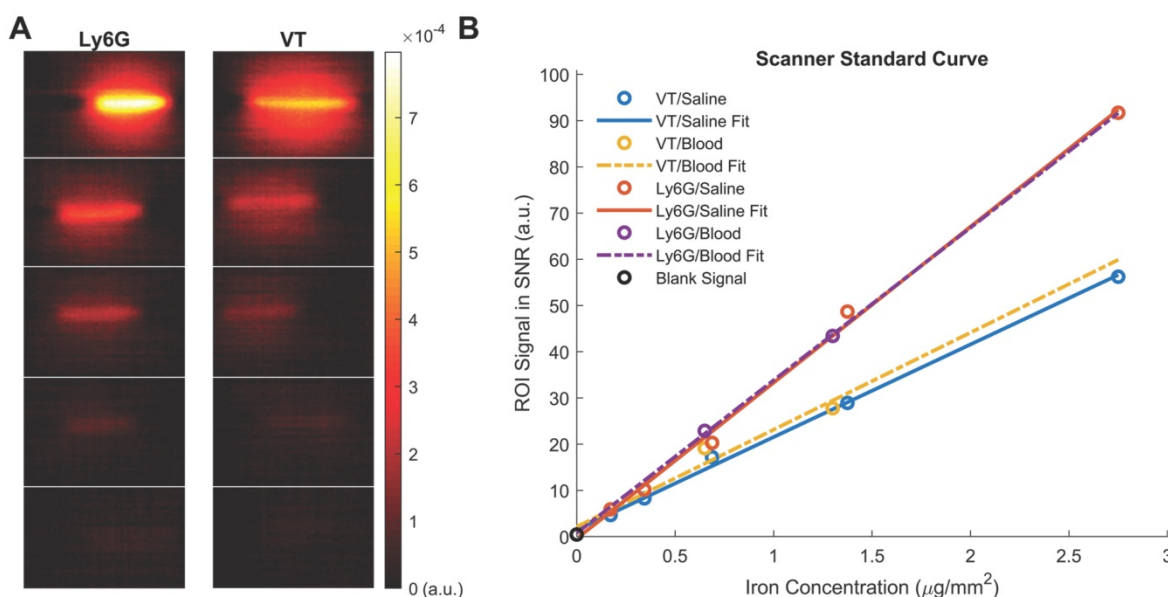 A
Ly6G
VT
×10⁻⁴
7
6
5
4
3
2
1
0 (a.u.)
B
Scanner Standard Curve
100
90
80
70
60
50
40
30
20
10
0
ROI Signal in SNR (a.u.)
VT/Saline
VT/Saline Fit
VT/Blood
VT/Blood Fit
Ly6G/Saline
Ly6G/Saline Fit
Ly6G/Blood
Ly6G/Blood Fit
Blank Signal
0 0.5 1 1.5 2 2.5 3
Iron Concentration (μg/mm²)